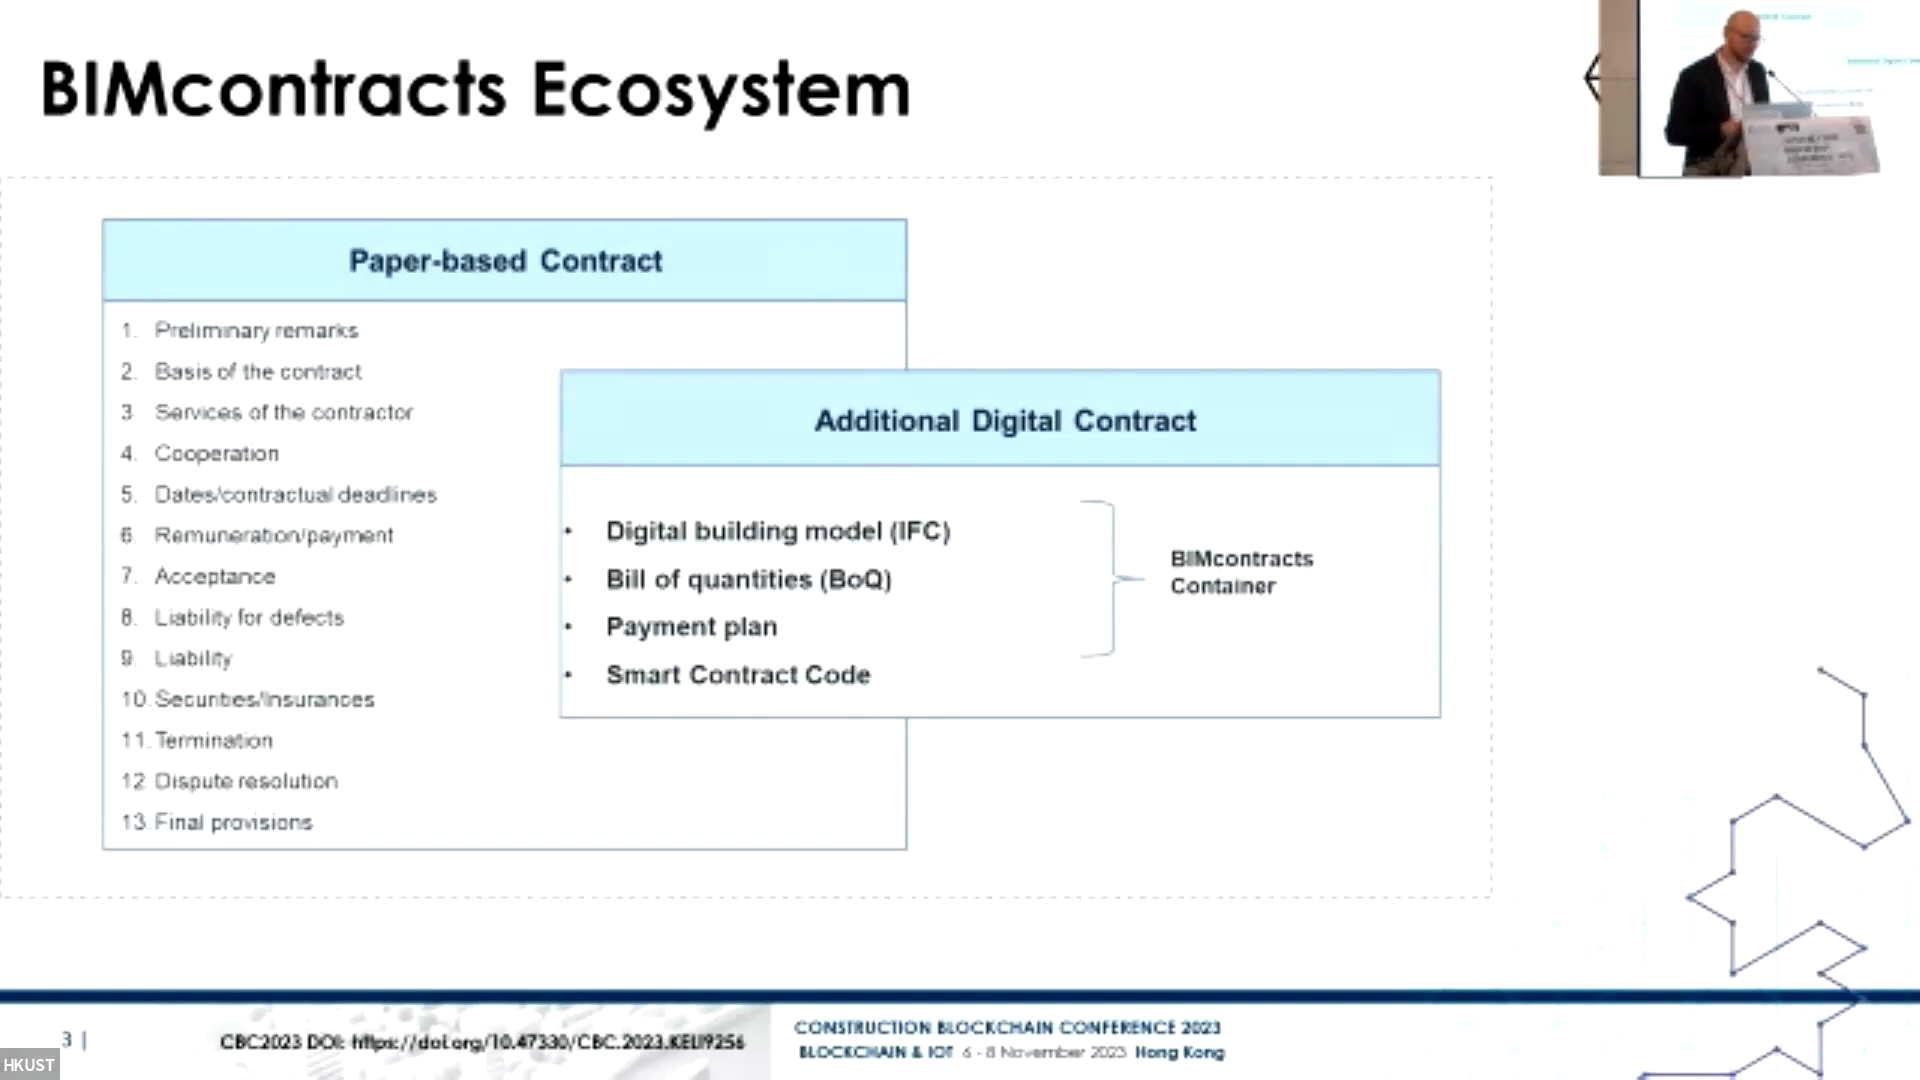 BIMcontracts Ecosystem
Paper-based Contract
1. Preliminary remarks
2. Basis of the contract
3 Services of the contractor
4. Cooperation
5. Dates/contractual deadlines
6 Remuneration/payment
7. Acceptance
8. Liability for defects
9. Liability
10. Securities/Insurances
11. Termination
12 Dispute resolution
13. Final provisions
Additional Digital Contract
• Digital building model (IFC)
• Bill of quantities (BoQ)
• Payment plan
• Smart Contract Code
BIMcontracts
Container
3 |
CBC2023 DOI: https://doi.org/10.47330/CBC.2023.KELI9256
CONSTRUCTION BLOCKCHAIN CONFERENCE 2023
BLOCKCHAIN & IOT 6 - 8 November 2023 Hong Kong
HKUST